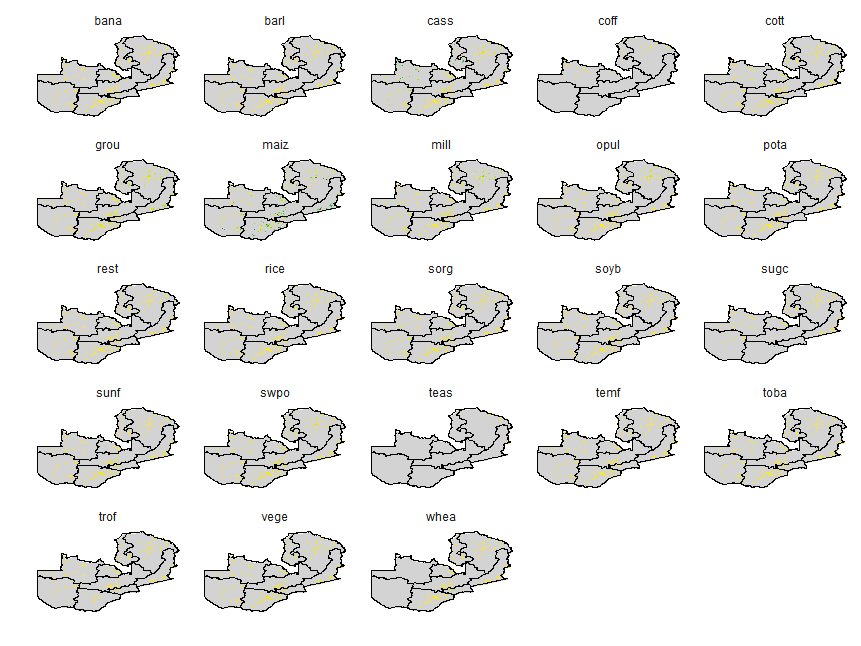 bana barl cass coff cott
grou maiz mill opul pota
rest rice sorg soyb sugc
sunf swpo teas temf toba
trof vege whea